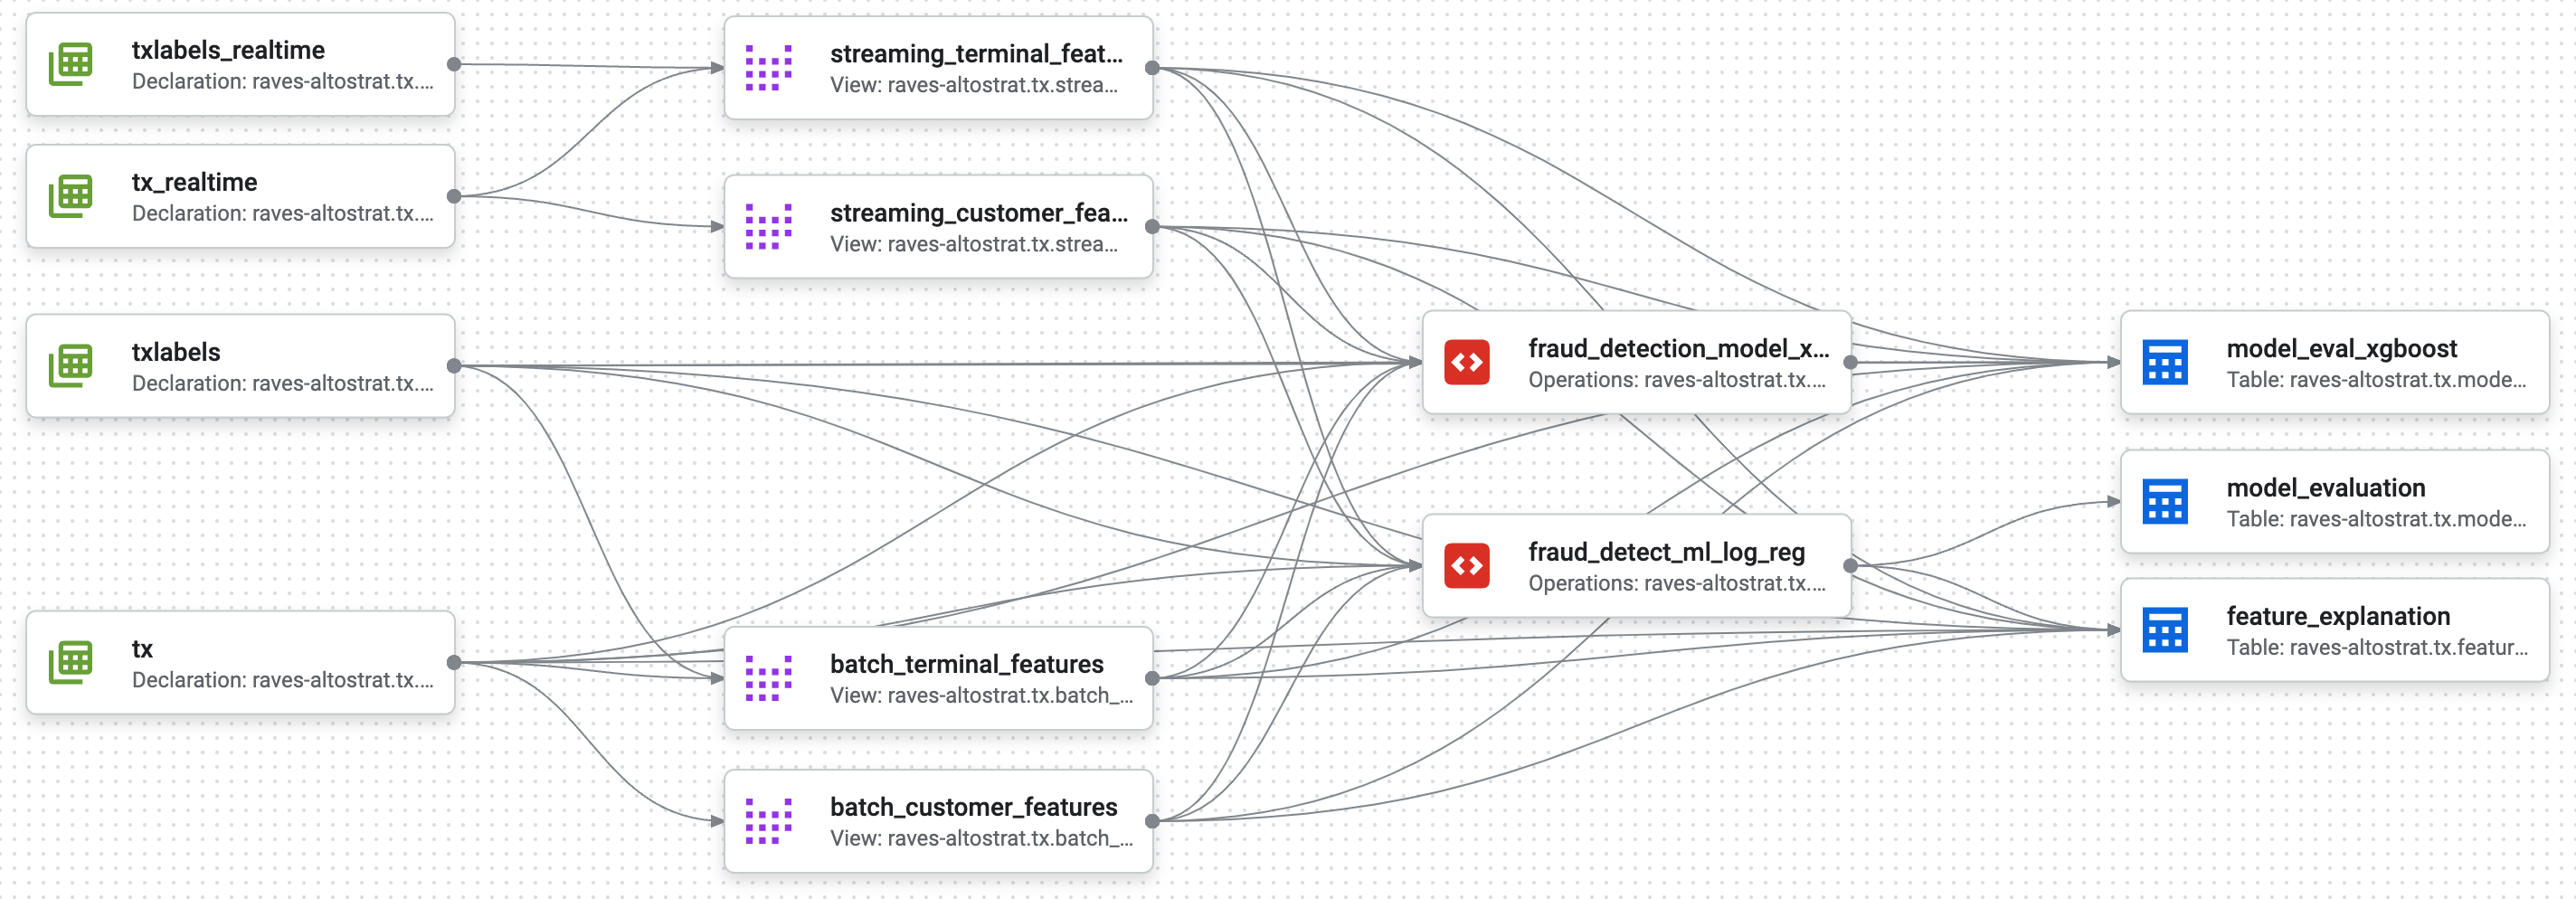 txlabels_realtime
Declaration: raves-altostrat.tx....
tx_realtime
Declaration: raves-altostrat.tx....
txlabels
Declaration: raves-altostrat.tx....
tx
Declaration: raves-altostrat.tx....
streaming_terminal_feat...
View: raves-altostrat.tx.strea...
streaming_customer_fea...
View: raves-altostrat.tx.strea...
batch_terminal_features
View: raves-altostrat.tx.batch_...
batch_customer_features
View: raves-altostrat.tx.batch_...
fraud_detection_model_x...
Operations: raves-altostrat.tx....
fraud_detect_ml_log_reg
Operations: raves-altostrat.tx....
model_eval_xgboost
Table: raves-altostrat.tx.mode...
model_evaluation
Table: raves-altostrat.tx.mode...
feature_explanation
Table: raves-altostrat.tx.featur...